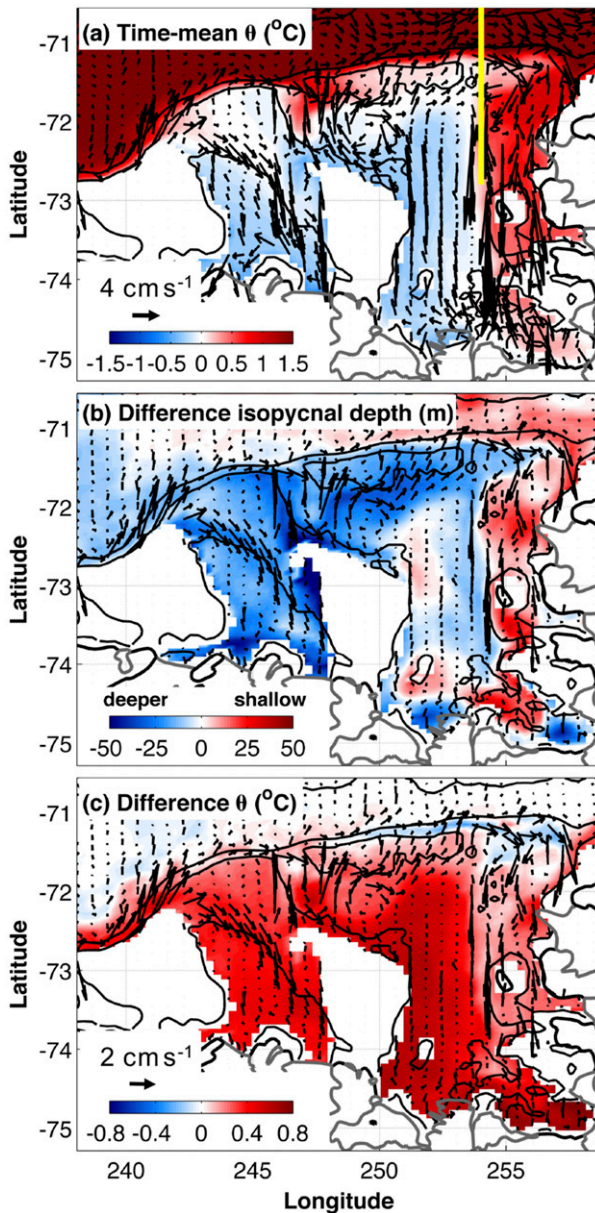 (a) Time-mean θ (°C)
-71
-72
-73
-74
-75
Latitude
4 cm s⁻¹
-1.5 -1 -0.5 0 0.5 1 1.5
(b) Difference isopycnal depth (m)
-71
-72
-73
-74
-75
Latitude
deeper shallow
-50 -25 0 25 50
(c) Difference θ (°C)
-71
-72
-73
-74
-75
Latitude
2 cm s⁻¹
-0.8 -0.4 0 0.4 0.8
240 245 250 255
Longitude